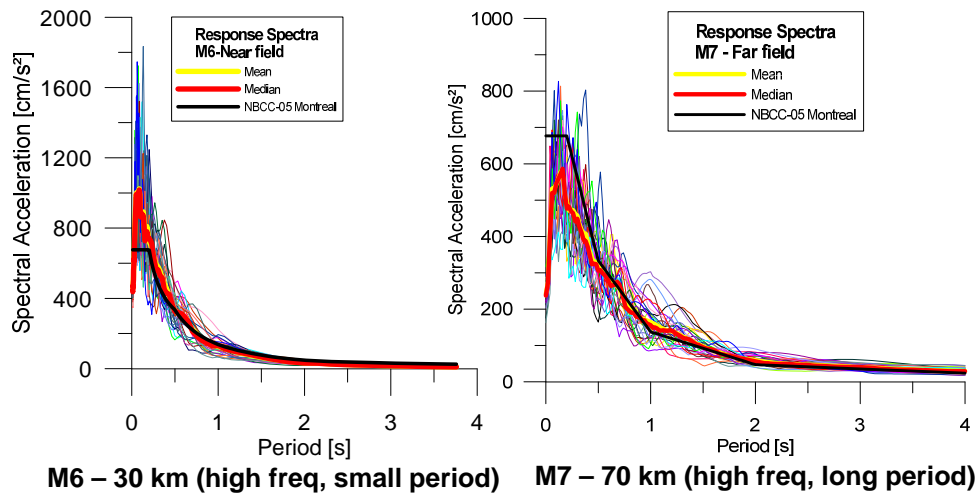 Response Spectra
M6-Near field
Mean
Median
NBCC-05 Montreal
Spectral Acceleration [cm/s²]
2000
1600
1200
800
400
0
0 1 2 3 4
Period [s]
M6 – 30 km (high freq, small period)
Response Spectra
M7 - Far field
Mean
Median
NBCC-05 Montreal
Spectral Acceleration [cm/s²]
1000
800
600
400
200
0
0 1 2 3 4
Period [s]
M7 – 70 km (high freq, long period)